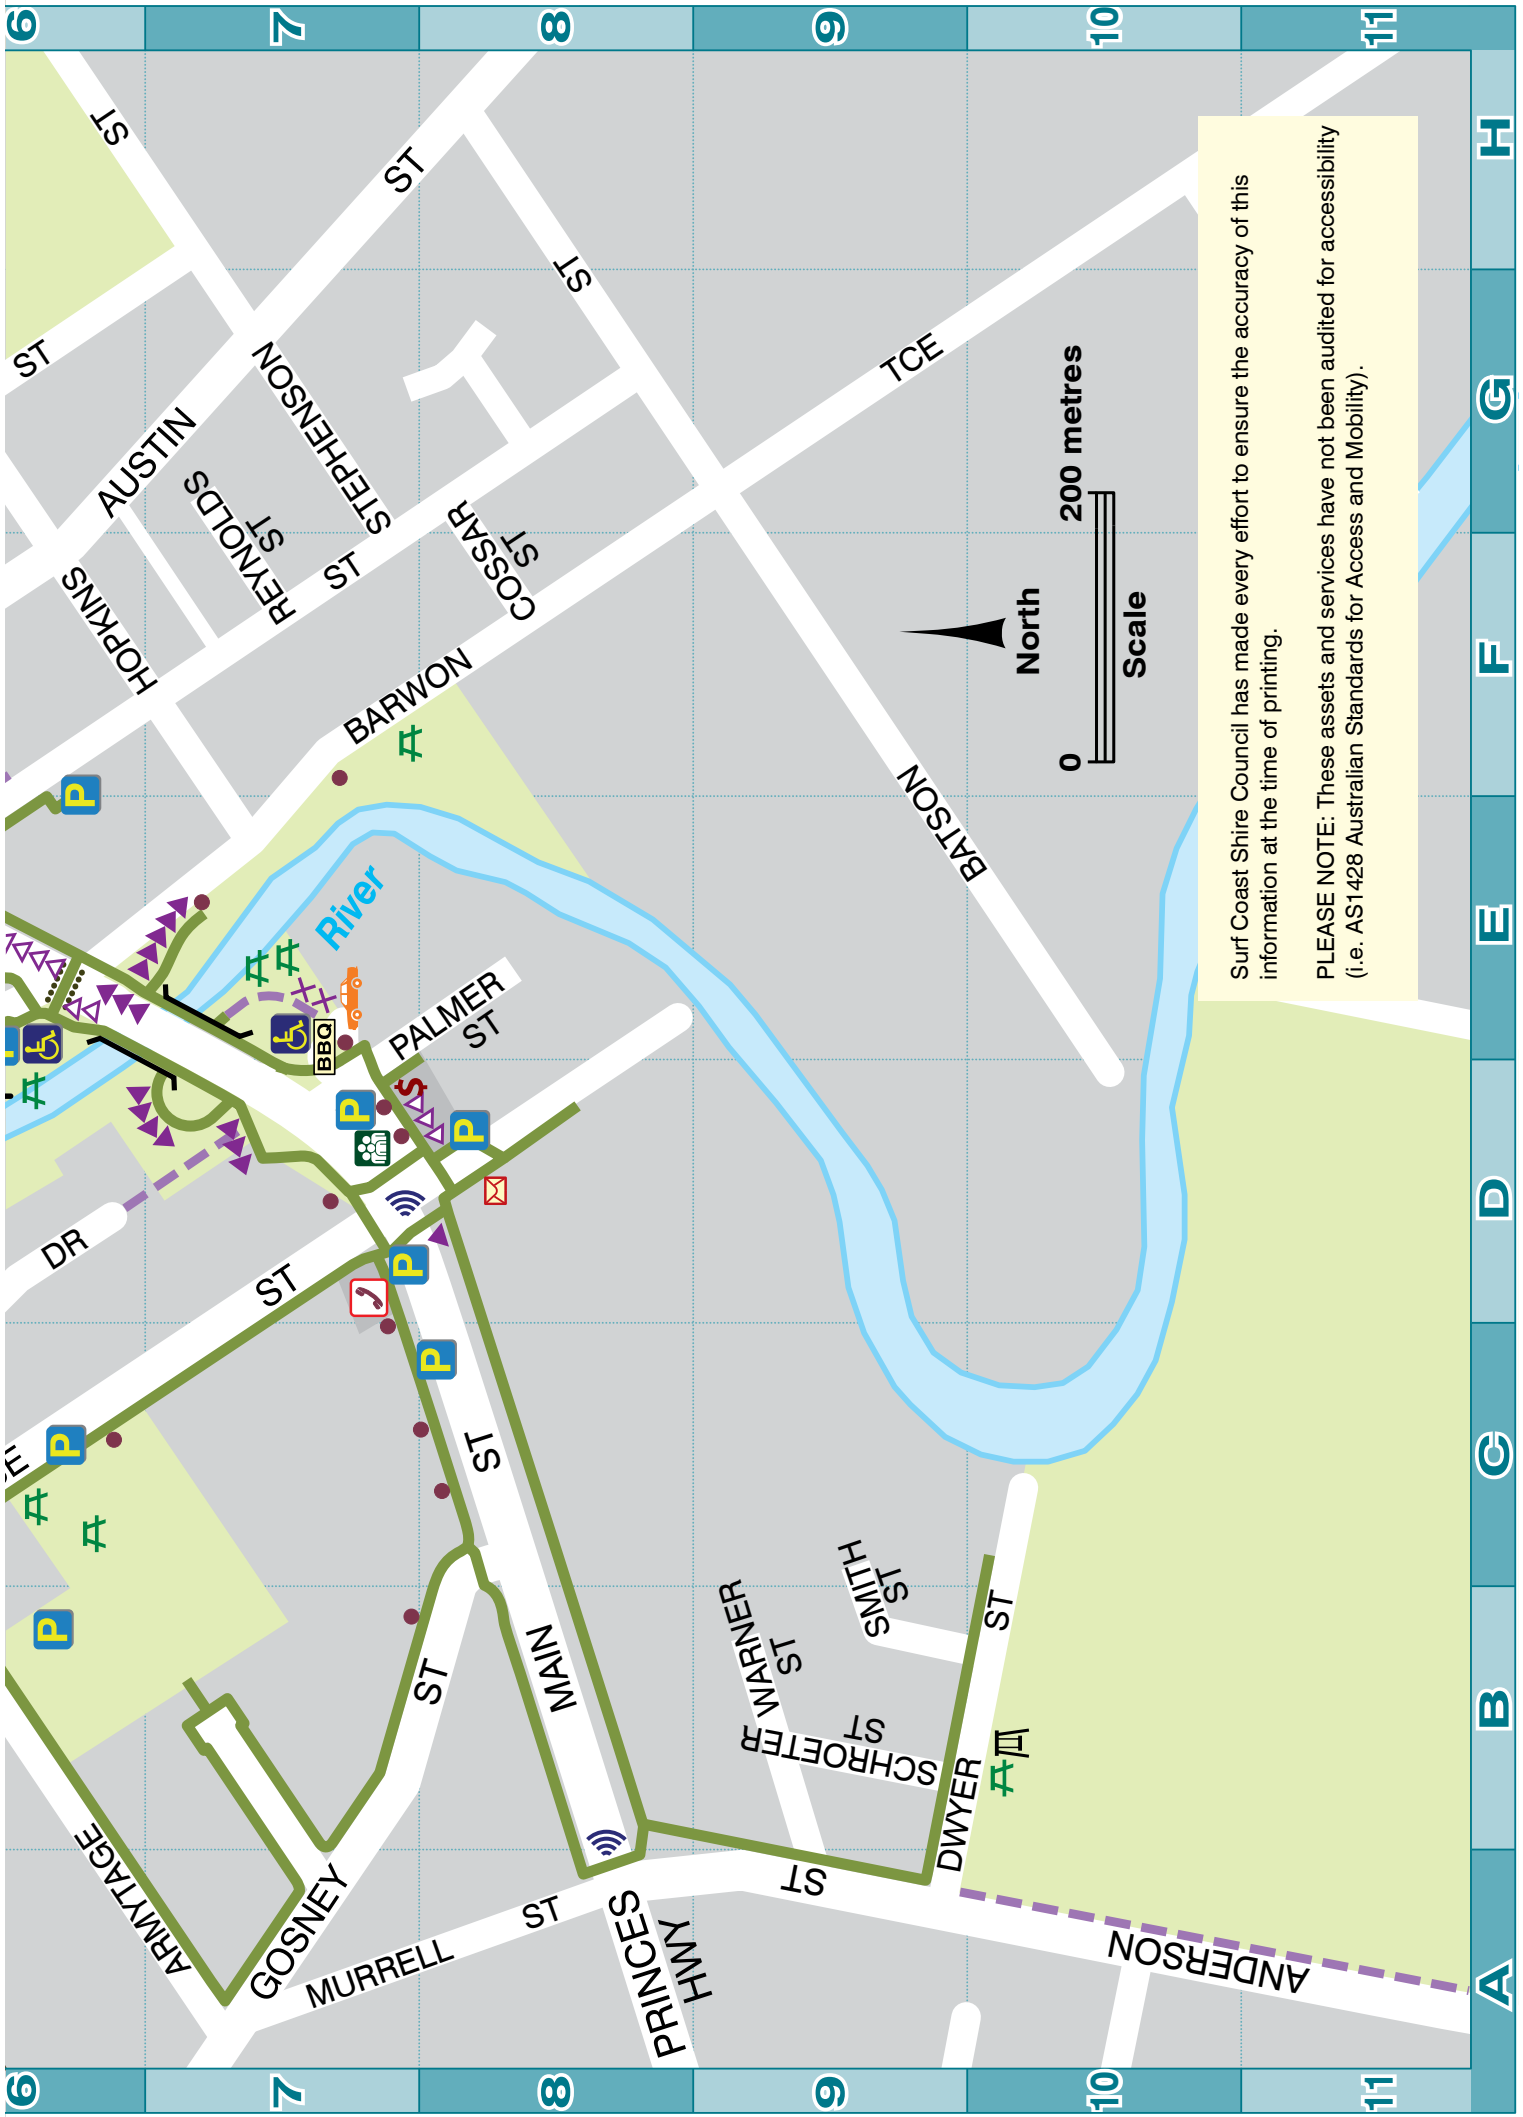 6
7
8
9
10
11
H
G
F
E
D
C
B
A
6
7
8
9
10
11
ST
ST
ST
ST
AUSTIN
STEPHENSON
REYNOLDS
ST
ST
HOPKINS
COSSAR
ST
BARWON
TCE
BATSON
River
PALMER
ST
BBQ
$
P
P
P
P
P
P
P
DR
ST
E
ST
MAIN
ST
GOSNEY
ARMYTAGE
MURRELL
ST
PRINCES
HWY
ST
ANDERSON
DWYER
ST
SCHROETER
ST
WARNER
ST
SMITH
ST
North
0
200 metres
Scale
Surf Coast Shire Council has made every effort to ensure the accuracy of this
information at the time of printing.
PLEASE NOTE: These assets and services have not been audited for accessibility
(i.e. AS1428 Australian Standards for Access and Mobility).